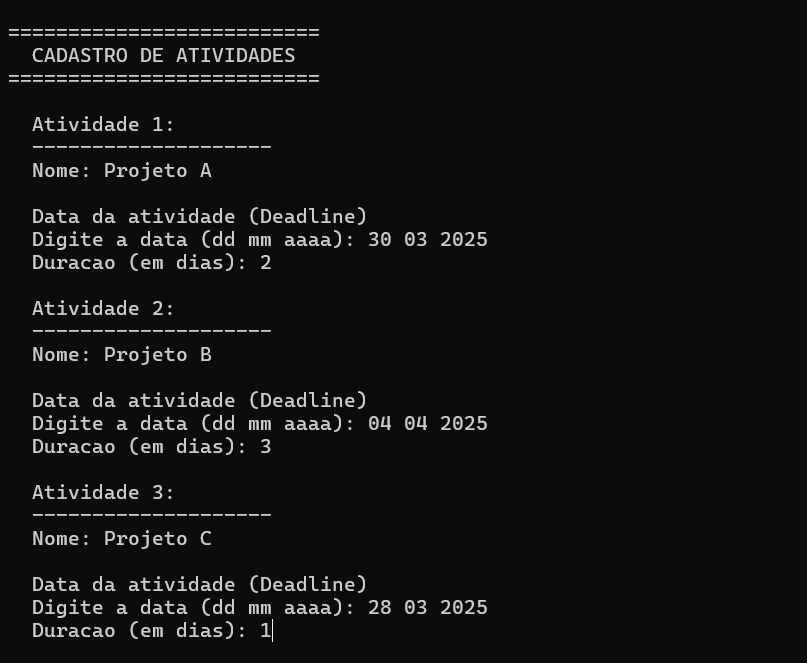 ==========================
CADASTRO DE ATIVIDADES
==========================
Atividade 1:
--------------------
Nome: Projeto A
Data da atividade (Deadline)
Digite a data (dd mm aaaa): 30 03 2025
Duracao (em dias): 2
Atividade 2:
--------------------
Nome: Projeto B
Data da atividade (Deadline)
Digite a data (dd mm aaaa): 04 04 2025
Duracao (em dias): 3
Atividade 3:
--------------------
Nome: Projeto C
Data da atividade (Deadline)
Digite a data (dd mm aaaa): 28 03 2025
Duracao (em dias): 1